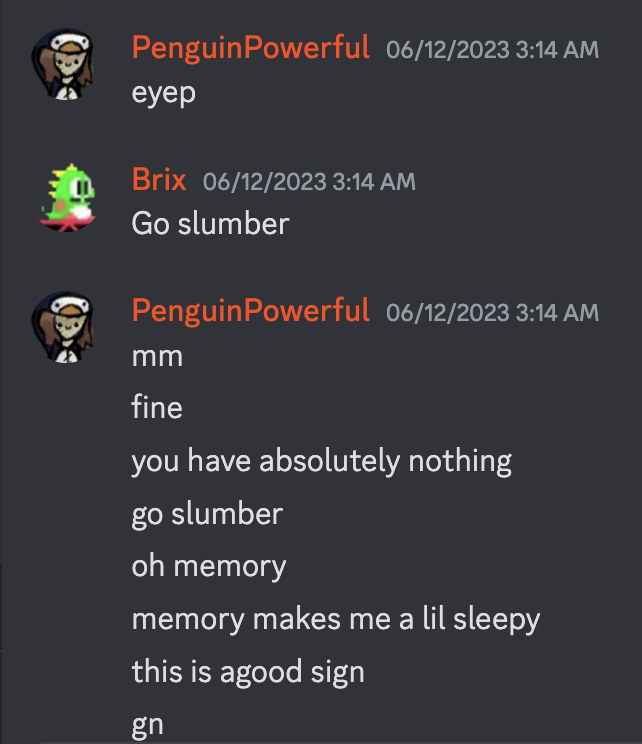 PenguinPowerful 06/12/2023 3:14 AM
eyep
Brix 06/12/2023 3:14 AM
Go slumber
PenguinPowerful 06/12/2023 3:14 AM
mm
fine
you have absolutely nothing
go slumber
oh memory
memory makes me a lil sleepy
this is agood sign
gn